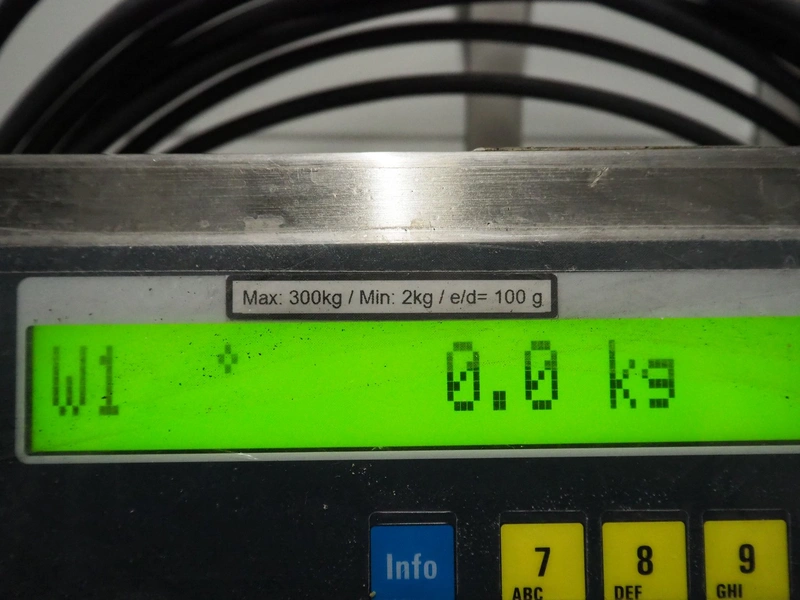 Max: 300kg / Min: 2kg / e/d= 100 g
W1 0.0 kg
Info 7 8 9
ABC DEF GHI